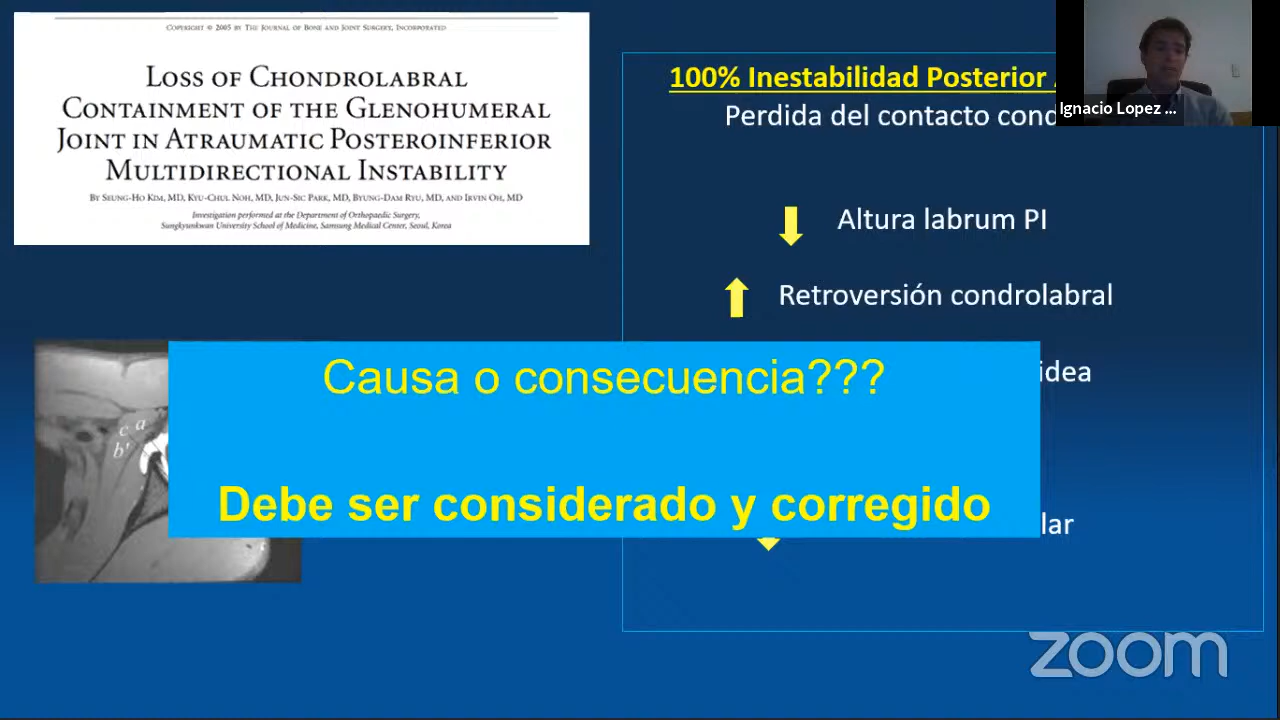 COPYRIGHT © 2005 BY THE JOURNAL OF BONE AND JOINT SURGERY, INCORPORATED
LOSS OF CHONDROLABRAL
CONTAINMENT OF THE GLENOHUMERAL
JOINT IN ATRAUMATIC POSTEROINFERIOR
MULTIDIRECTIONAL INSTABILITY
BY SEUNG-HO KIM, MD, KYU-CHUL NOH, MD, JUN-SIC PARK, MD, BYUNG-DAM RYU, MD, AND IRVIN OH, MD
Investigation performed at the Department of Orthopaedic Surgery,
Sungkyunkwan University School of Medicine, Samsung Medical Center, Seoul, Korea
100% Inestabilidad Posterior
Perdida del contacto cond
Ignacio Lopez ...
Altura labrum PI
Retroversión condrolabral
idea
Causa o consecuencia???
c a
b'
Debe ser considerado y corregido
lar
zoom